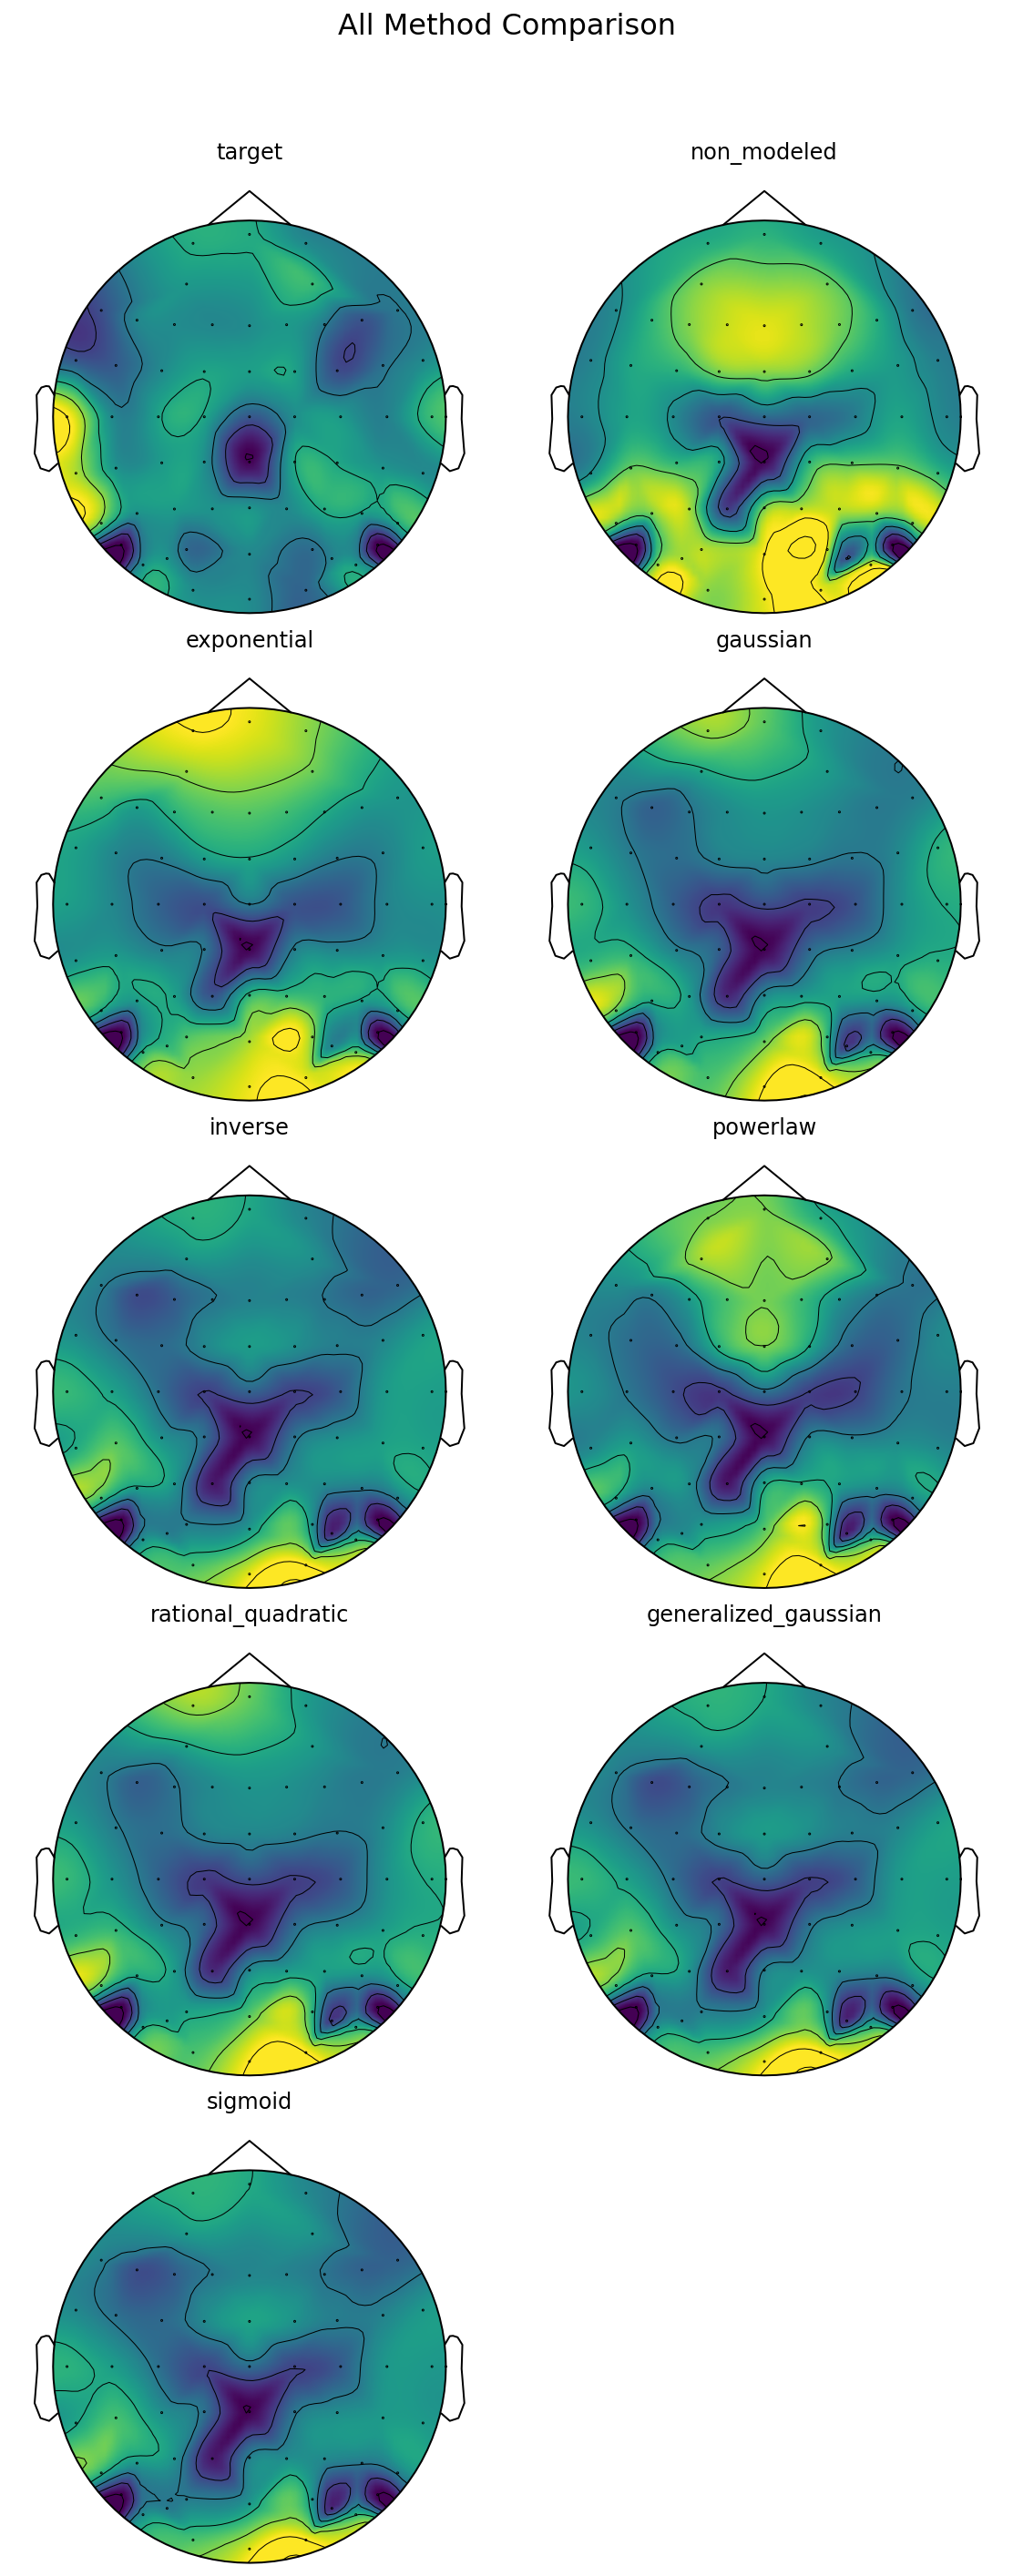 All Method Comparison
target
non_modeled
exponential
gaussian
inverse
powerlaw
rational_quadratic
generalized_gaussian
sigmoid